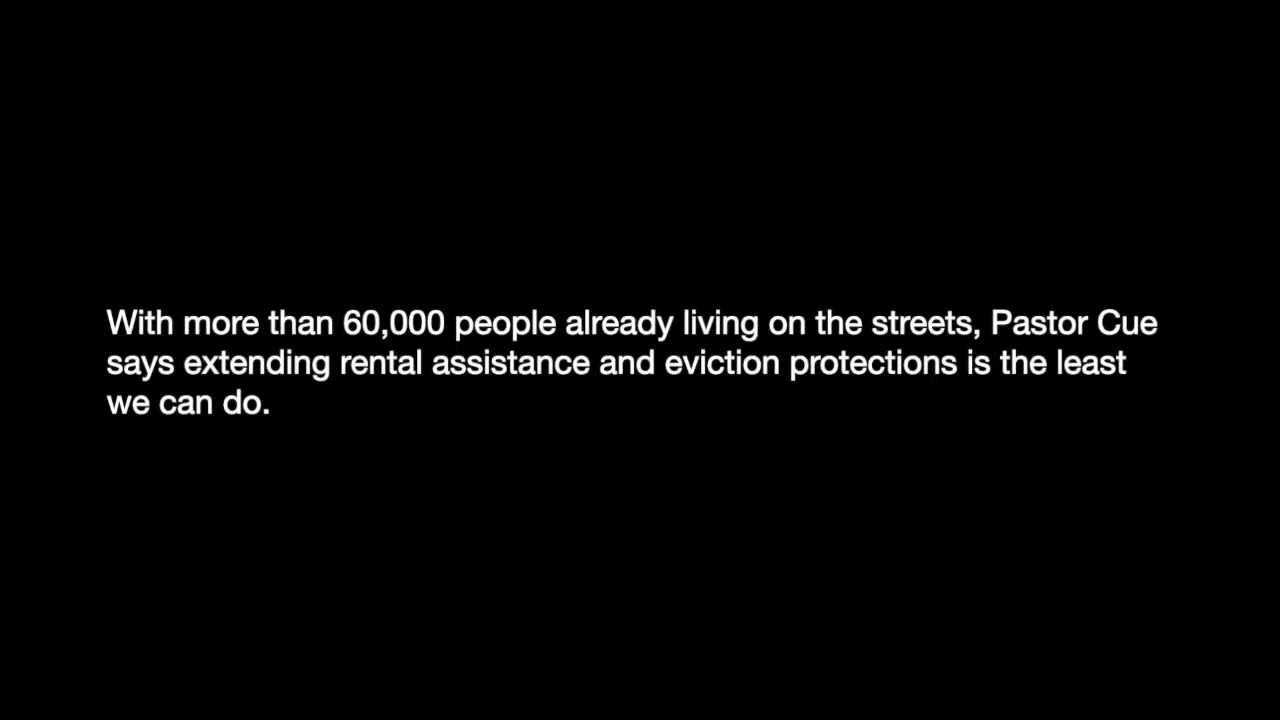 With more than 60,000 people already living on the streets, Pastor Cue
says extending rental assistance and eviction protections is the least
we can do.